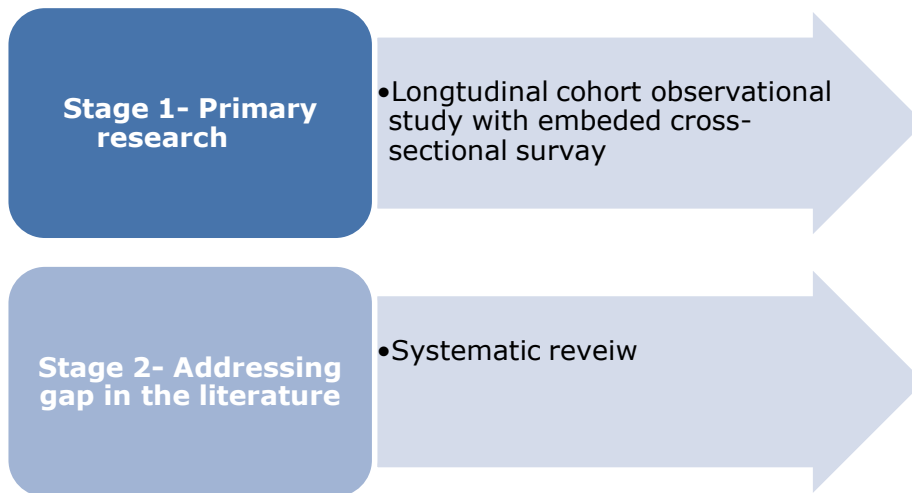 Stage 1- Primary
research
•Longtudinal cohort observational
study with embeded cross-
sectional survay
Stage 2- Addressing
gap in the literature
•Systematic reveiw